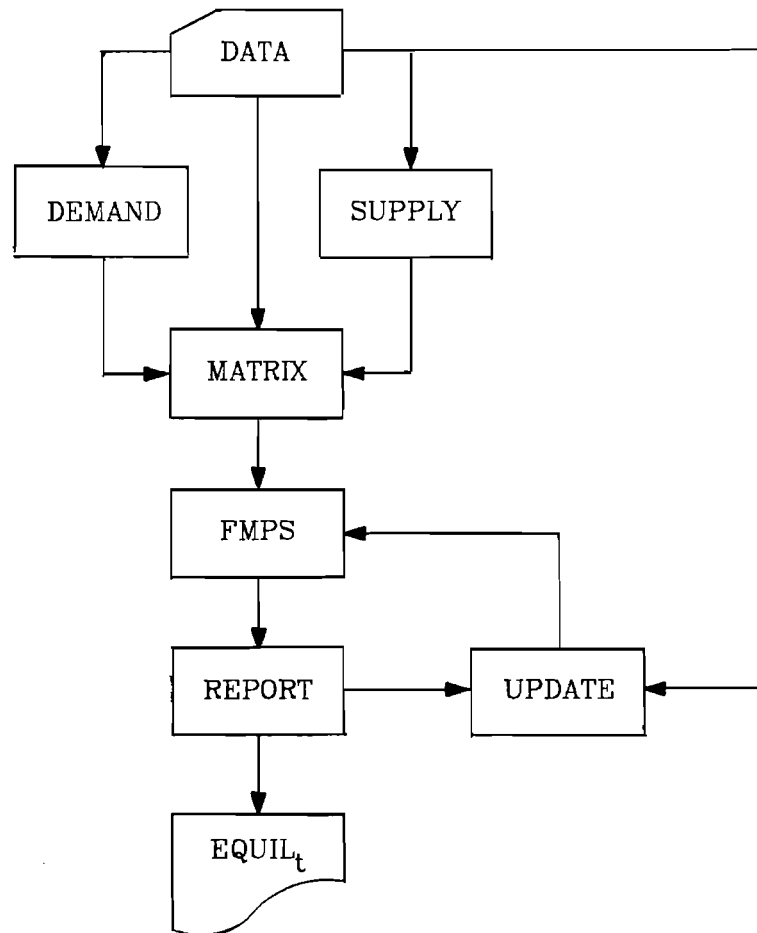 DATA
DEMAND
SUPPLY
MATRIX
FMPS
REPORT
UPDATE
EQUILₜ